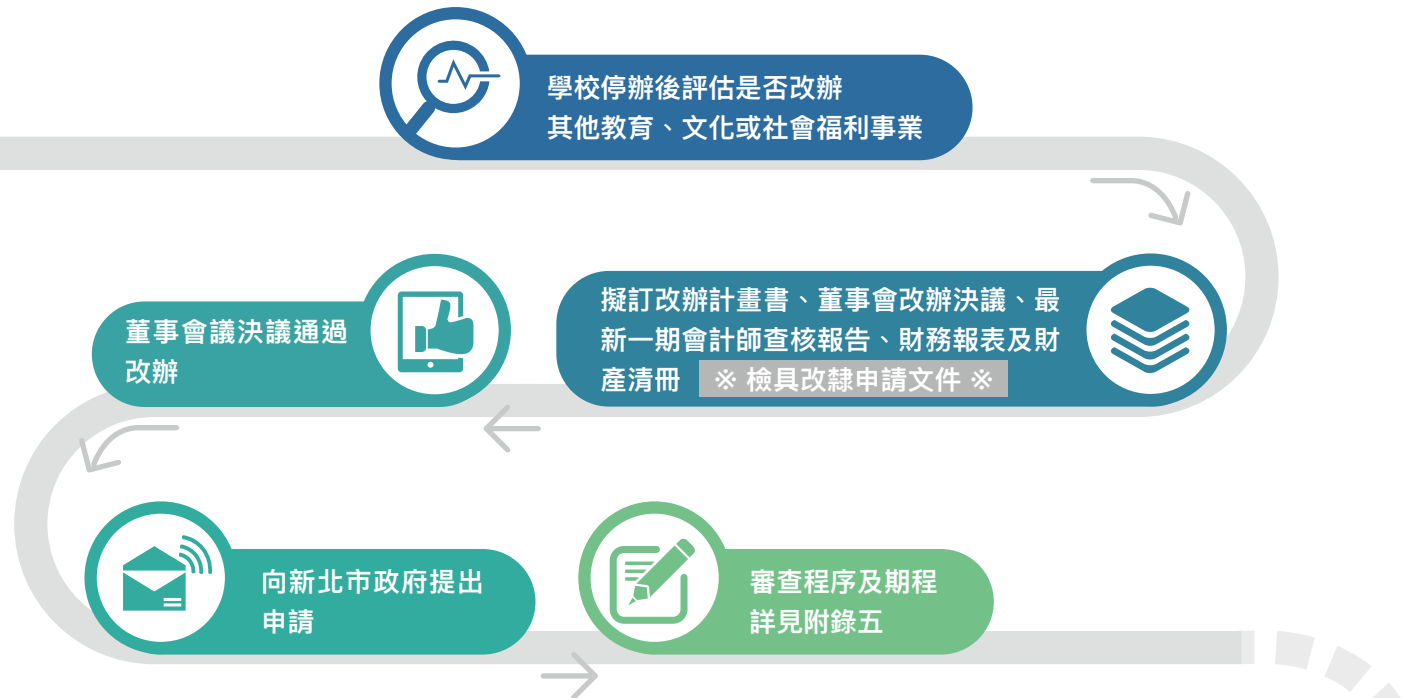 學校停辦後評估是否改辦
其他教育、文化或社會福利事業
擬訂改辦計畫書、董事會改辦決議、最
新一期會計師查核報告、財務報表及財
產清冊 ※ 檢具改隸申請文件 ※
董事會議決議通過
改辦
向新北市政府提出
申請
審查程序及期程
詳見附錄五